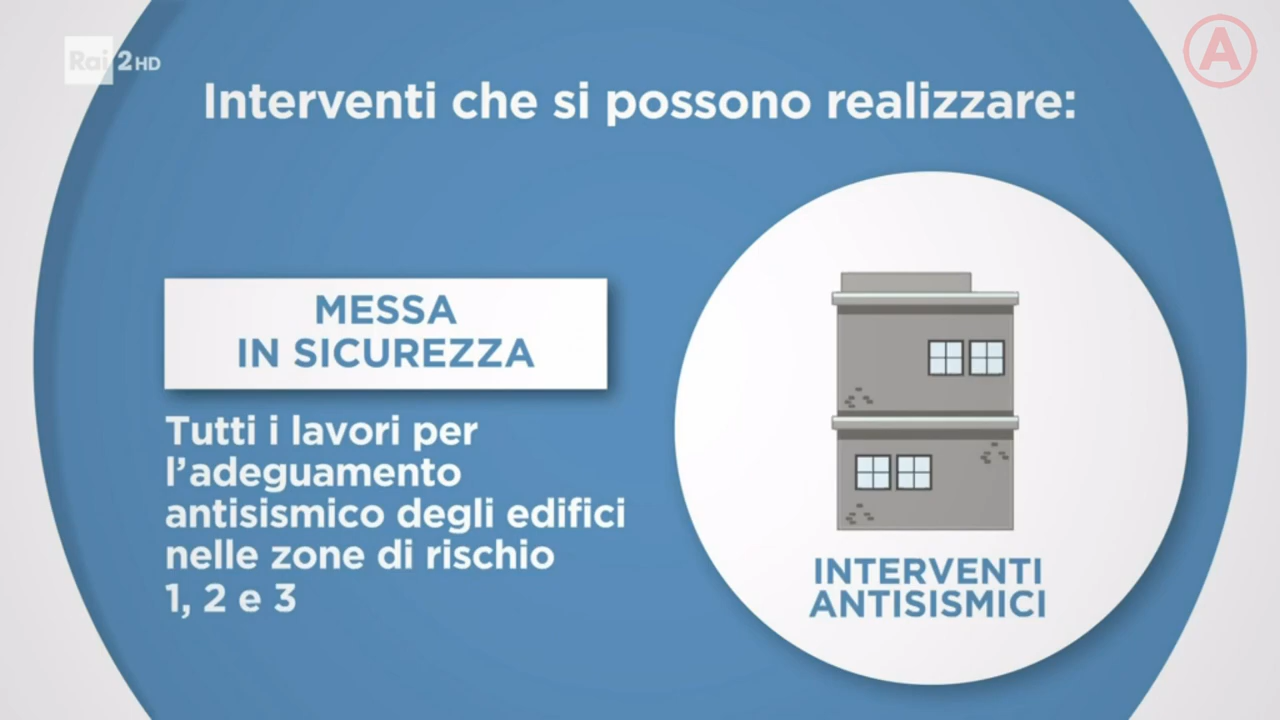 Rai 2 HD
A
Interventi che si possono realizzare:
MESSA
IN SICUREZZA
Tutti i lavori per
l’adeguamento
antisismico degli edifici
nelle zone di rischio
1, 2 e 3
INTERVENTI
ANTISISMICI